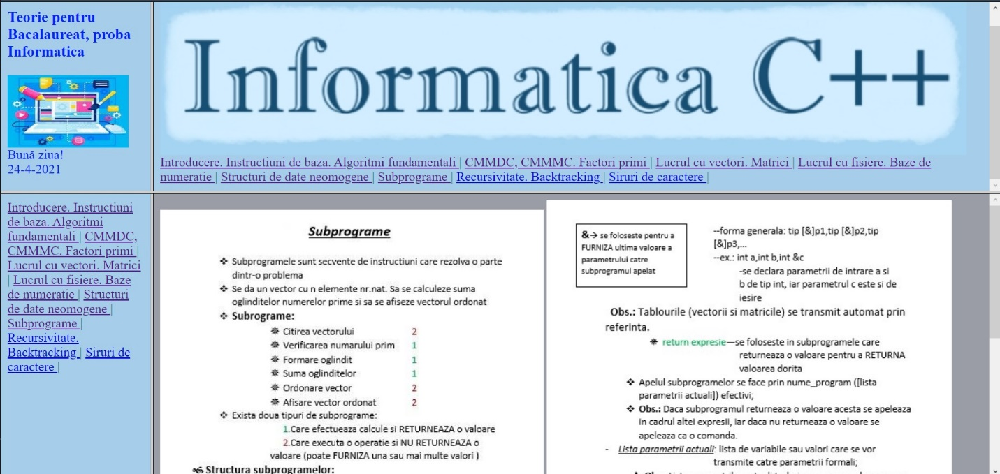 Teorie pentru
Bacalaureat, proba
Informatica
Bună ziua!
24-4-2021
Informatica C++
Introducere. Instructiuni de baza. Algoritmi fundamentali | CMMDC, CMMMC. Factori primi | Lucrul cu vectori. Matrici | Lucrul cu fisiere. Baze de
numeratie | Structuri de date neomogene | Subprograme | Recursivitate. Backtracking | Siruri de caractere |
Introducere. Instructiuni
de baza. Algoritmi
fundamentali | CMMDC,
CMMMC. Factori primi |
Lucrul cu vectori. Matrici
| Lucrul cu fisiere. Baze
de numeratie | Structuri
de date neomogene |
Subprograme |
Recursivitate.
Backtracking | Siruri de
caractere |
Subprograme
❖ Subprogramele sunt secvente de instructiuni care rezolva o parte
dintr-o problema
❖ Se da un vector cu n elemente nr.nat. Sa se calculeze suma
oglinditelor numerelor prime si sa se afiseze vectorul ordonat
❖ Subrograme:
Citirea vectorului 2
Verificarea numarului prim 1
Formare oglindit 1
Suma oglinditelor 1
Ordonare vector 2
Afisare vector ordonat 2
❖ Exista doua tipuri de subprograme:
1.Care efectueaza calcule si RETURNEAZA o valoare
2.Care executa o operatie si NU RETURNEAZA o
valoare (poate FURNIZA una sau mai multe valori )
Structura subprogramelor:
&→ se foloseste pentru a
FURNIZA ultima valoare a
parametrului catre
subprogramul apelat
--forma generala: tip [&]p1,tip [&]p2,tip
[&]p3,...
--ex.: int a,int b,int &c
-se declara parametrii de intrare a si
b de tip int, iar parametrul c este si de
iesire
Obs.: Tablourile (vectorii si matricile) se transmit automat prin
referinta.
return expresie—se foloseste in subprogramele care
returneaza o valoare pentru a RETURNA
valoarea dorita
❖ Apelul subprogramelor se face prin nume_program ([lista
parametrii actuali]) efectivi;
❖ Obs.: Daca subprogramul returneaza o valoare acesta se apeleaza
in cadrul altei expresii, iar daca nu returneaza o valoare se
apeleaza ca o comanda.
- Lista parametrii actuali: lista de variabile sau valori care se vor
transmite catre parametrii formali;